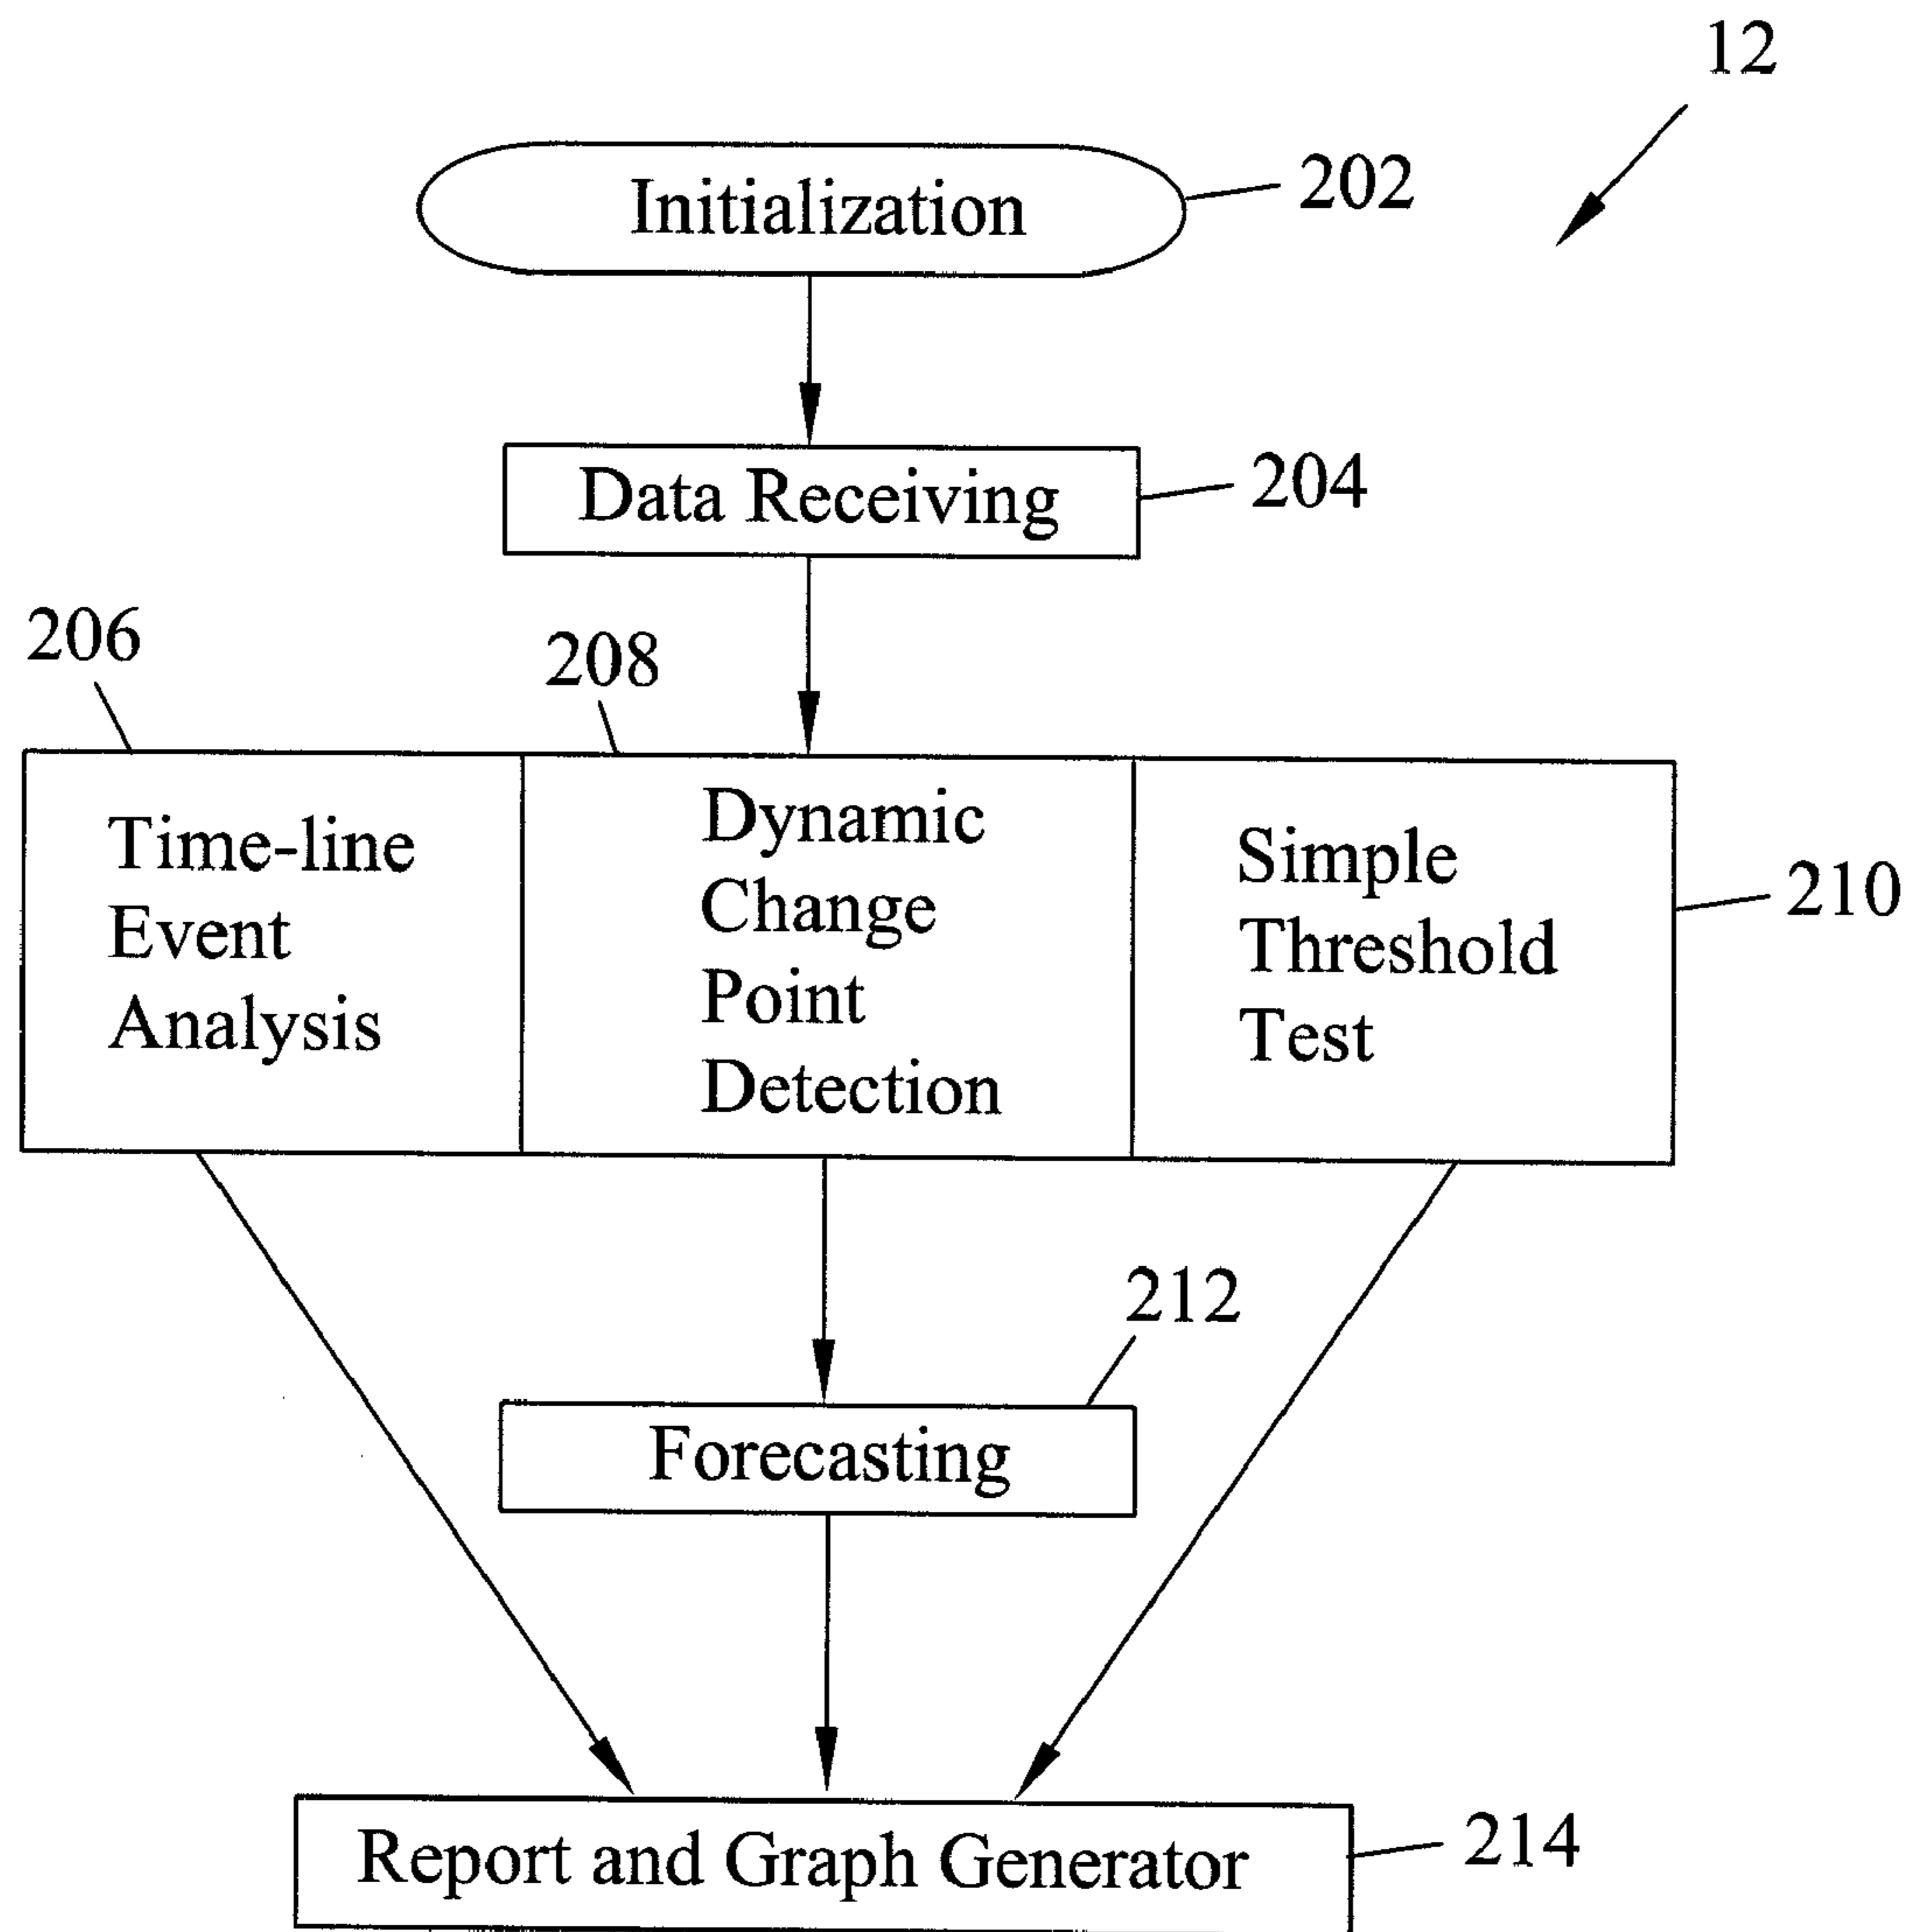 12
Initialization
202
Data Receiving
204
206
208
Time-line
Event
Analysis
Dynamic
Change
Point
Detection
Simple
Threshold
Test
210
212
Forecasting
Report and Graph Generator
214